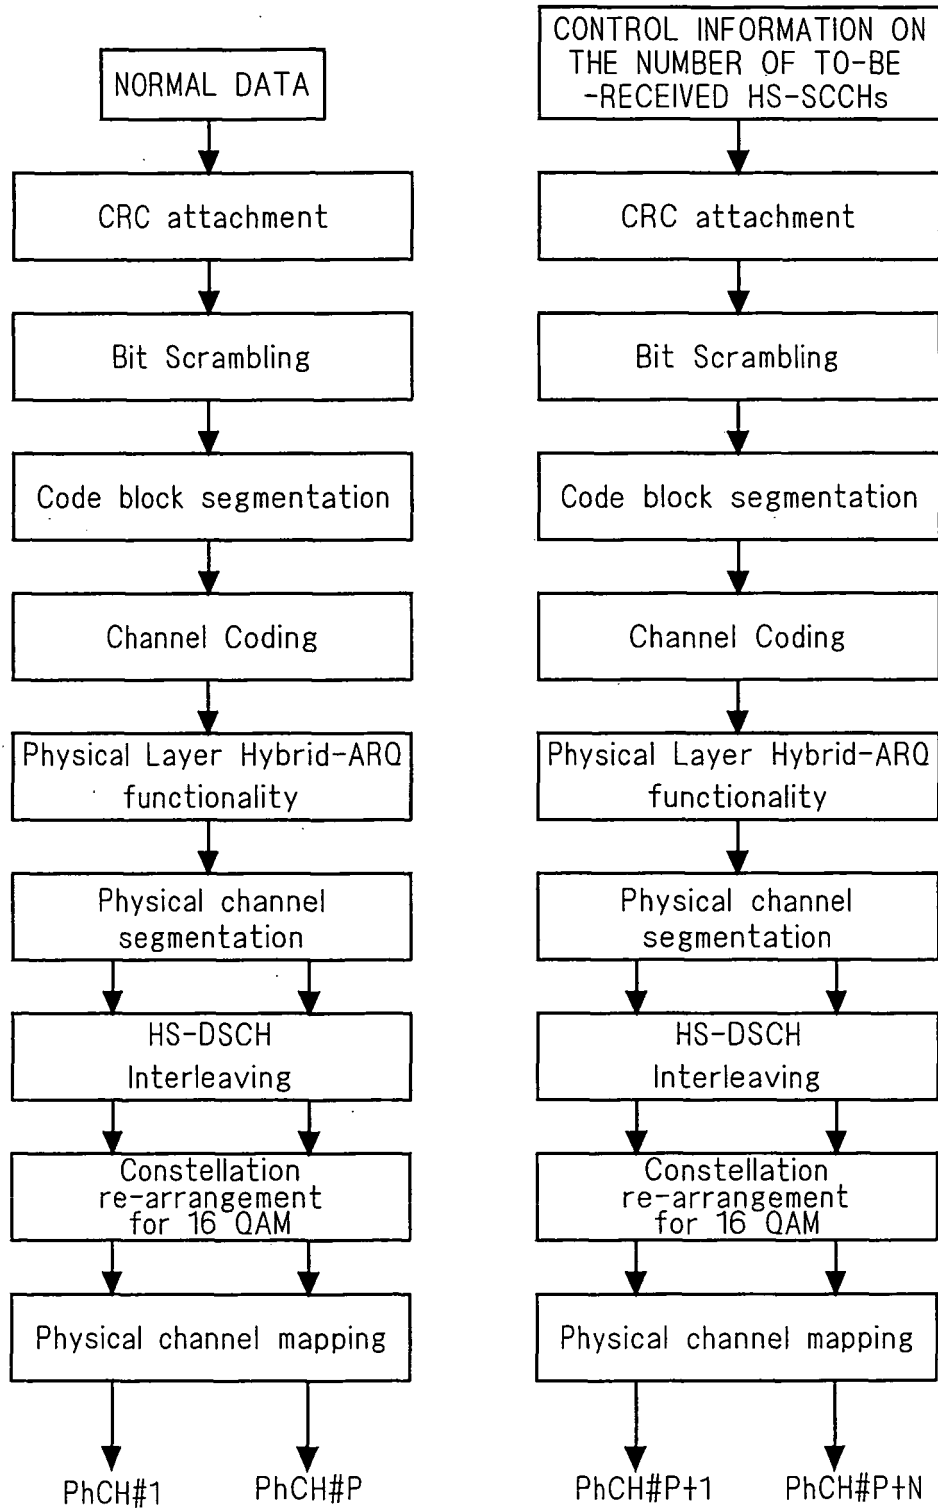 NORMAL DATA
CRC attachment
Bit Scrambling
Code block segmentation
Channel Coding
Physical Layer Hybrid-ARQ
functionality
Physical channel
segmentation
HS-DSCH
Interleaving
Constellation
re-arrangement
for 16 QAM
Physical channel mapping
PhCH#1
PhCH#P
CONTROL INFORMATION ON
THE NUMBER OF TO-BE
-RECEIVED HS-SCCHs
CRC attachment
Bit Scrambling
Code block segmentation
Channel Coding
Physical Layer Hybrid-ARQ
functionality
Physical channel
segmentation
HS-DSCH
Interleaving
Constellation
re-arrangement
for 16 QAM
Physical channel mapping
PhCH#P+1
PhCH#P+N